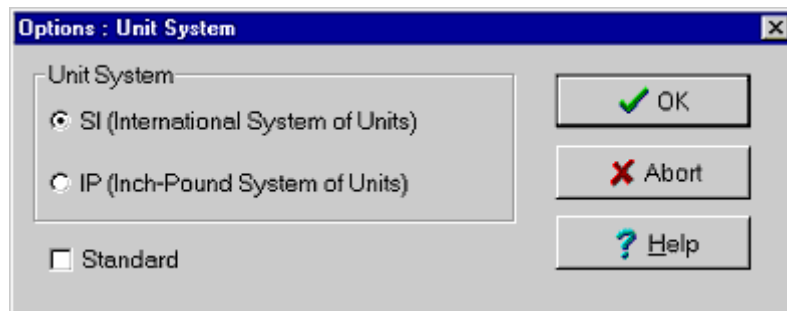 Options : Unit System
Unit System
SI (International System of Units)
IP (Inch-Pound System of Units)
Standard
OK
Abort
Help